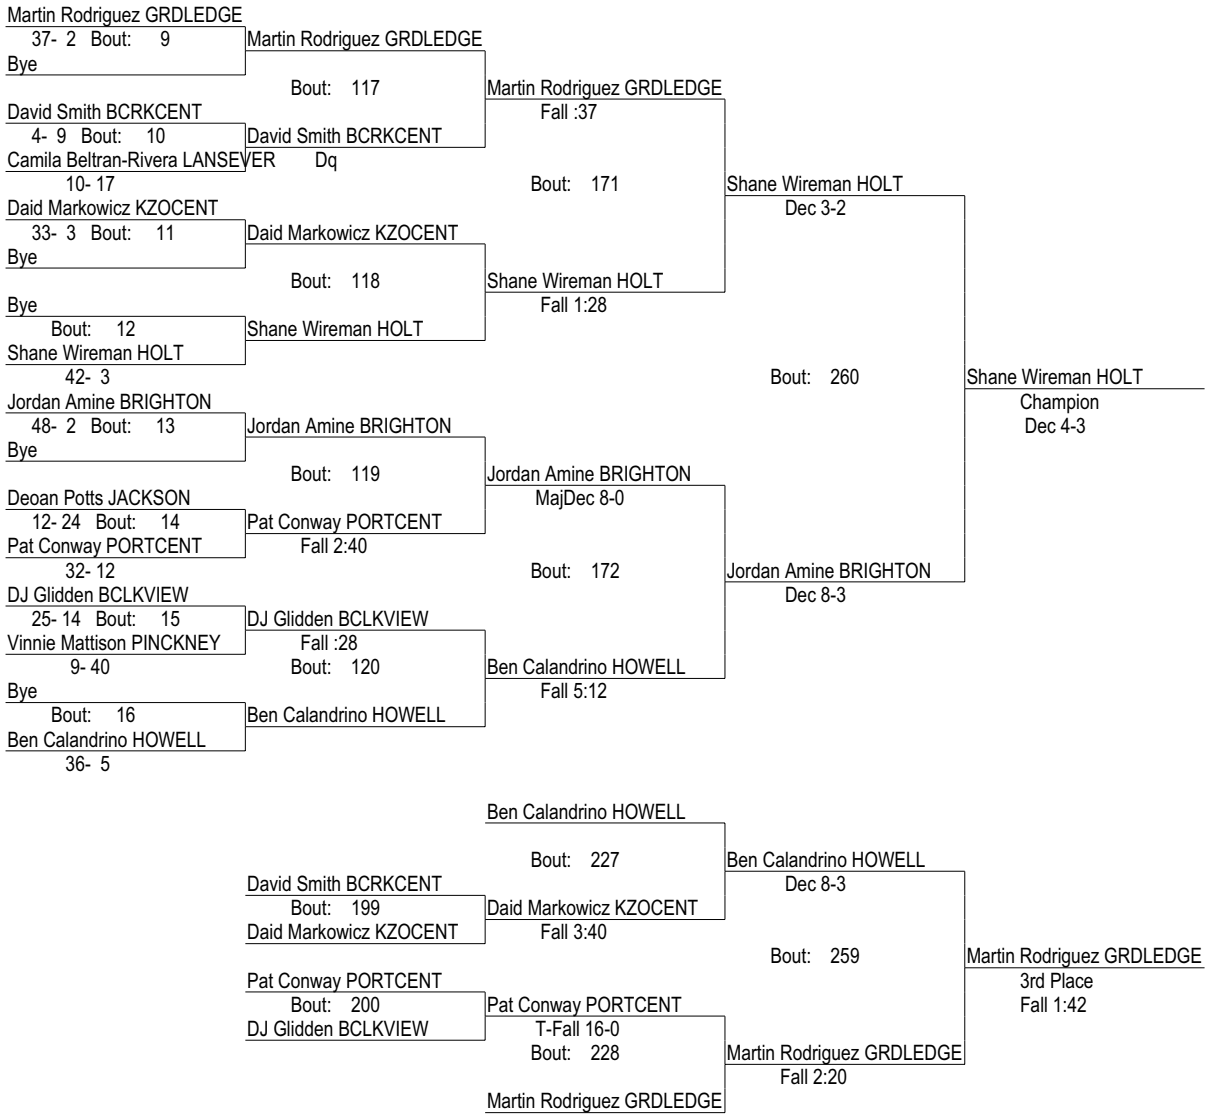 Martin Rodriguez GRDLEDGE
37- 2 Bout: 9
Martin Rodriguez GRDLEDGE
Bye
Bout: 117
Martin Rodriguez GRDLEDGE
David Smith BCRKCENT
Fall :37
4- 9 Bout: 10
David Smith BCRKCENT
Camila Beltran-Rivera LANSEVER
Dq
10- 17
Bout: 171
Shane Wireman HOLT
Daid Markowicz KZOCENT
Dec 3-2
33- 3 Bout: 11
Daid Markowicz KZOCENT
Bye
Bout: 118
Shane Wireman HOLT
Bye
Fall 1:28
Bout: 12
Shane Wireman HOLT
Shane Wireman HOLT
42- 3
Bout: 260
Shane Wireman HOLT
Jordan Amine BRIGHTON
Champion
48- 2 Bout: 13
Jordan Amine BRIGHTON
Dec 4-3
Bye
Bout: 119
Jordan Amine BRIGHTON
Deoan Potts JACKSON
MajDec 8-0
12- 24 Bout: 14
Pat Conway PORTCENT
Pat Conway PORTCENT
Fall 2:40
32- 12
Bout: 172
Jordan Amine BRIGHTON
DJ Glidden BCLKVIEW
Dec 8-3
25- 14 Bout: 15
DJ Glidden BCLKVIEW
Vinnie Mattison PINCKNEY
Fall :28
9- 40
Bout: 120
Ben Calandrino HOWELL
Bye
Fall 5:12
Bout: 16
Ben Calandrino HOWELL
Ben Calandrino HOWELL
36- 5
Ben Calandrino HOWELL
Bout: 227
Ben Calandrino HOWELL
David Smith BCRKCENT
Dec 8-3
Bout: 199
Daid Markowicz KZOCENT
Daid Markowicz KZOCENT
Fall 3:40
Bout: 259
Martin Rodriguez GRDLEDGE
Pat Conway PORTCENT
3rd Place
Bout: 200
Pat Conway PORTCENT
Fall 1:42
DJ Glidden BCLKVIEW
T-Fall 16-0
Bout: 228
Martin Rodriguez GRDLEDGE
Fall 2:20
Martin Rodriguez GRDLEDGE